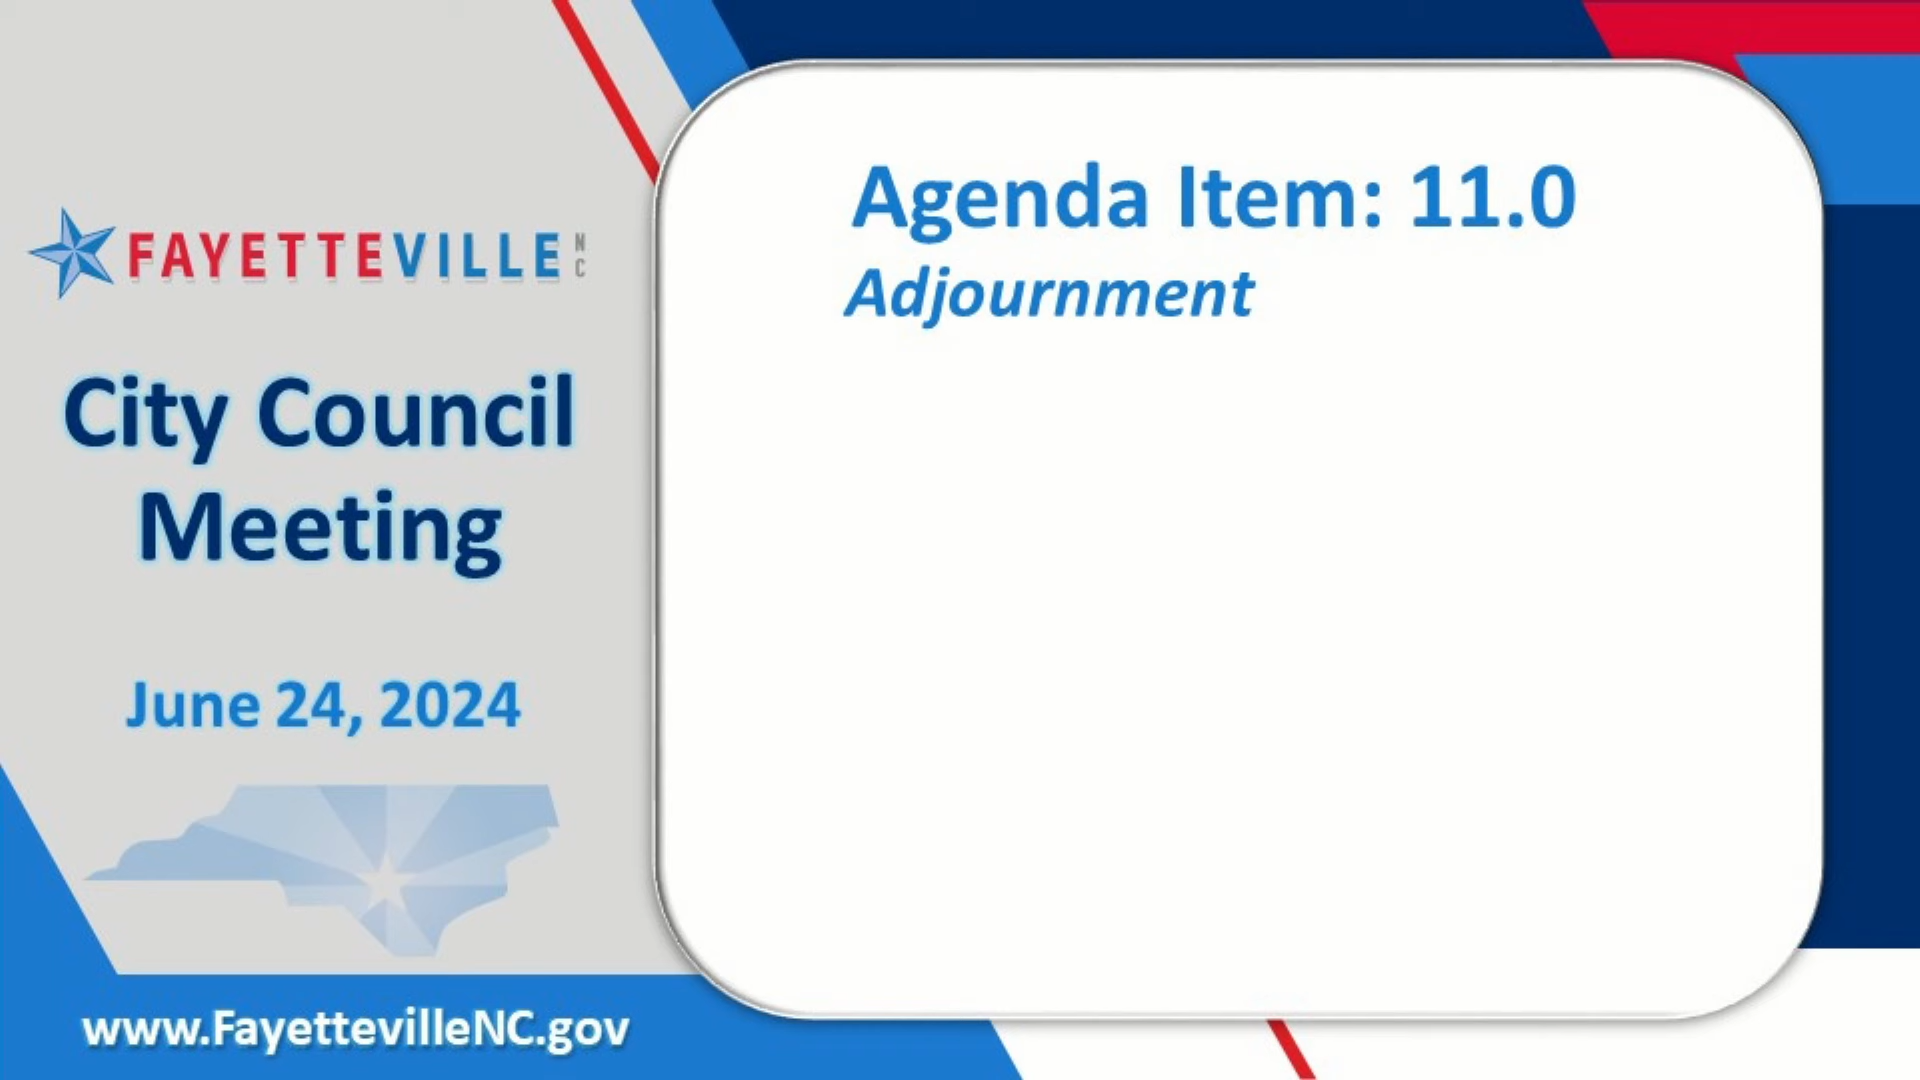 FAYETTEVILLE NC
City Council
Meeting
June 24, 2024
www.FayettevilleNC.gov
Agenda Item: 11.0
Adjournment